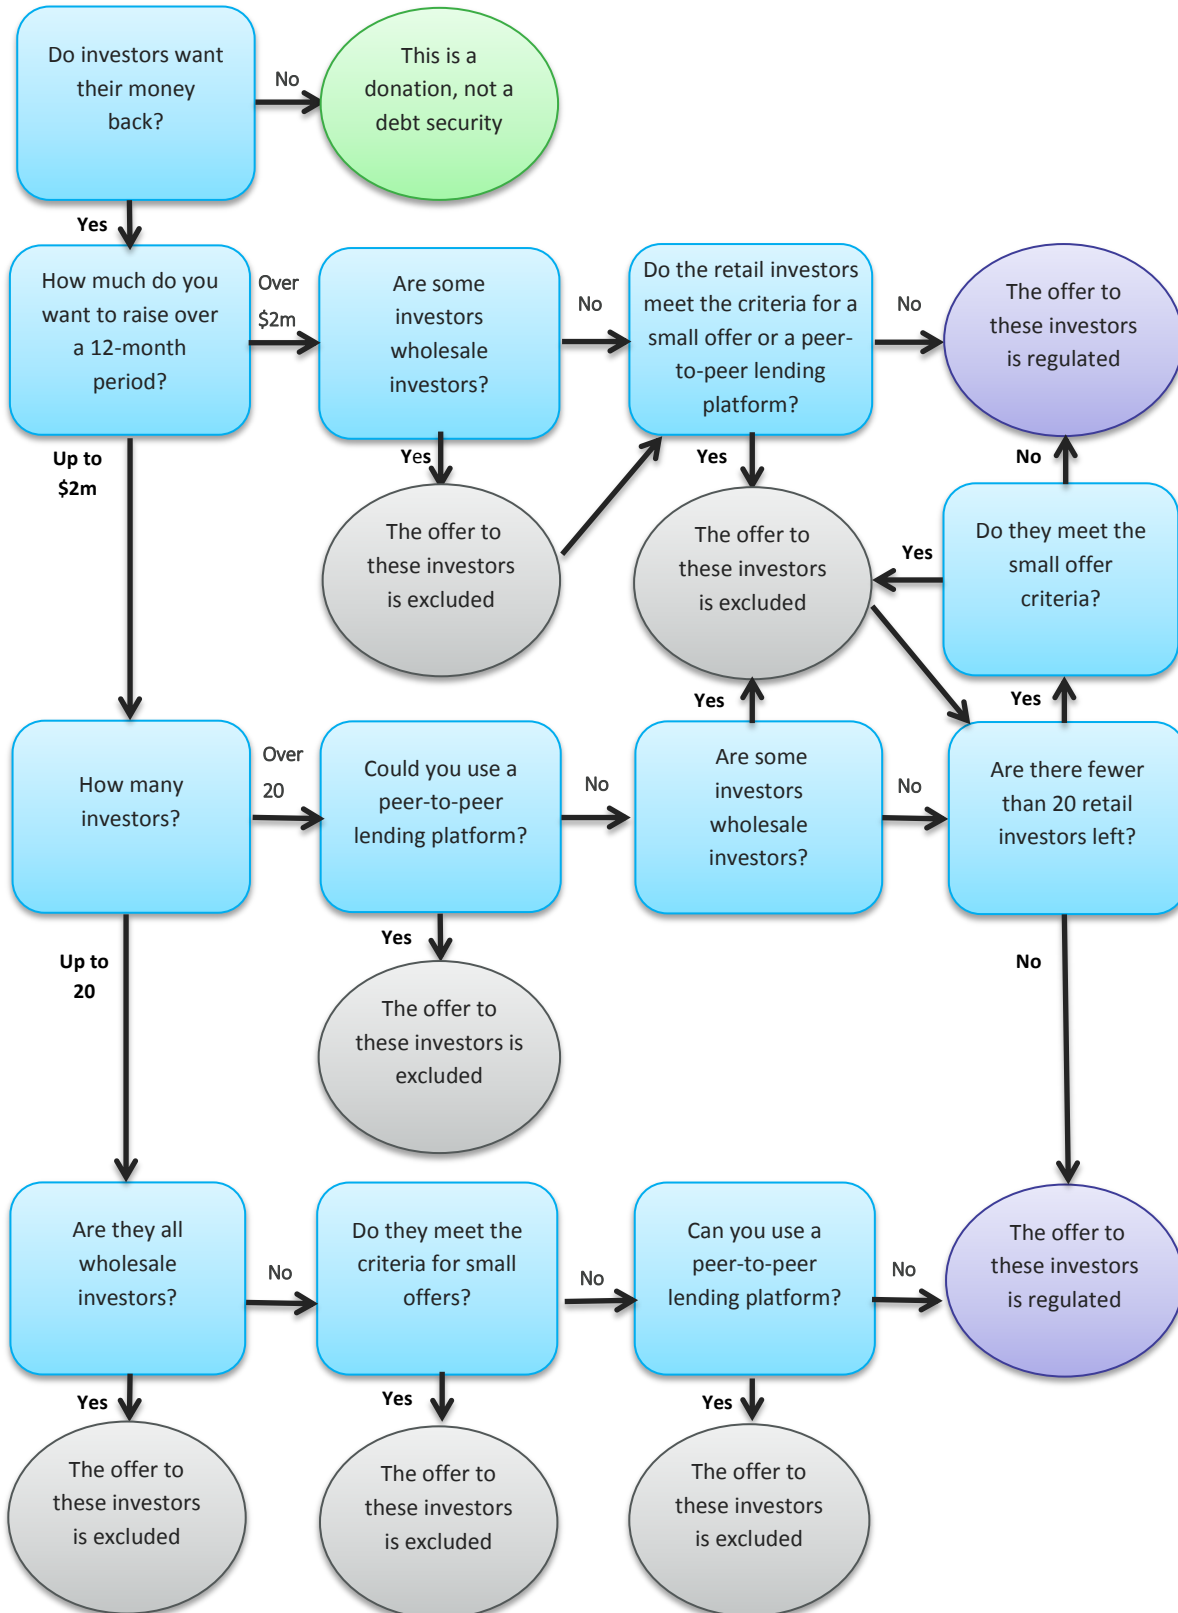 Do investors want
their money
back?
No
This is a
donation, not a
debt security
Yes
How much do you
want to raise over
a 12-month
period?
Over
$2m
Are some
investors
wholesale
investors?
No
Do the retail investors
meet the criteria for a
small offer or a peer-
to-peer lending
platform?
No
The offer to
these investors
is regulated
Up to
$2m
Yes
The offer to
these investors
is excluded
Yes
The offer to
these investors
is excluded
Yes
No
Do they meet the
small offer
criteria?
Yes
Yes
How many
investors?
Over
20
Could you use a
peer-to-peer
lending platform?
No
Are some
investors
wholesale
investors?
No
Are there fewer
than 20 retail
investors left?
Up to
20
Yes
The offer to
these investors is
excluded
No
Are they all
wholesale
investors?
No
Do they meet the
criteria for small
offers?
No
Can you use a
peer-to-peer
lending platform?
No
The offer to
these investors
is regulated
Yes
The offer to
these investors
is excluded
Yes
The offer to
these investors
is excluded
Yes
The offer to
these investors
is excluded